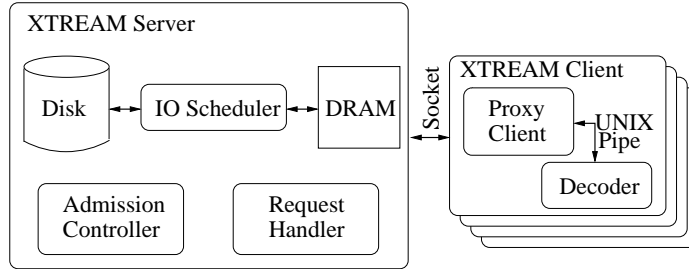 XTREAM Server
Disk
IO Scheduler
DRAM
Admission
Controller
Request
Handler
Socket
XTREAM Client
Proxy
Client
UNIX
Pipe
Decoder